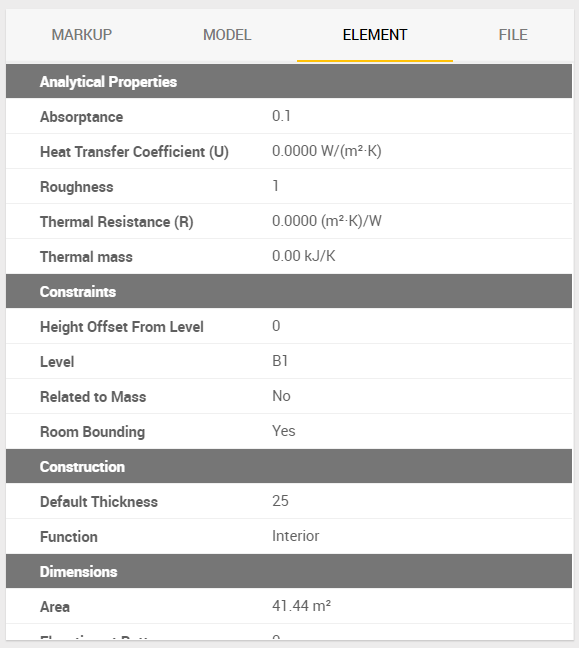 MARKUP MODEL ELEMENT FILE
Analytical Properties
Absorptance 0.1
Heat Transfer Coefficient (U) 0.0000 W/(m²·K)
Roughness 1
Thermal Resistance (R) 0.0000 (m²·K)/W
Thermal mass 0.00 kJ/K
Constraints
Height Offset From Level 0
Level B1
Related to Mass No
Room Bounding Yes
Construction
Default Thickness 25
Function Interior
Dimensions
Area 41.44 m²